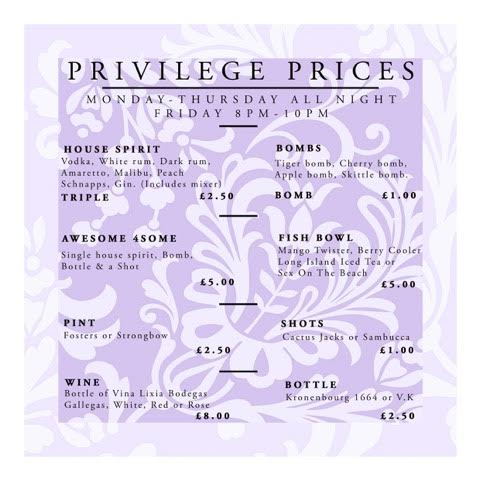 PRIVILEGE PRICES
MONDAY-THURSDAY ALL NIGHT
FRIDAY 8PM-10PM
HOUSE SPIRIT
Vodka, White rum, Dark rum,
Amaretto, Malibu, Peach
Schnapps, Gin. (Includes mixer)
TRIPLE £2.50
BOMBS
Tiger bomb, Cherry bomb,
Apple bomb, Skittle bomb.
BOMB £1.00
AWESOME 4SOME
Single house spirit, Bomb,
Bottle & a Shot
£5.00
FISH BOWL
Mango Twister, Berry Cooler
Long Island Iced Tea or
Sex On The Beach
£5.00
PINT
Fosters or Strongbow
£2.50
SHOTS
Cactus Jacks or Sambucca
£1.00
WINE
Bottle of Vina Lixia Bodegas
Gallegas, White, Red or Rose
£8.00
BOTTLE
Kronenbourg 1664 or V.K
£2.50